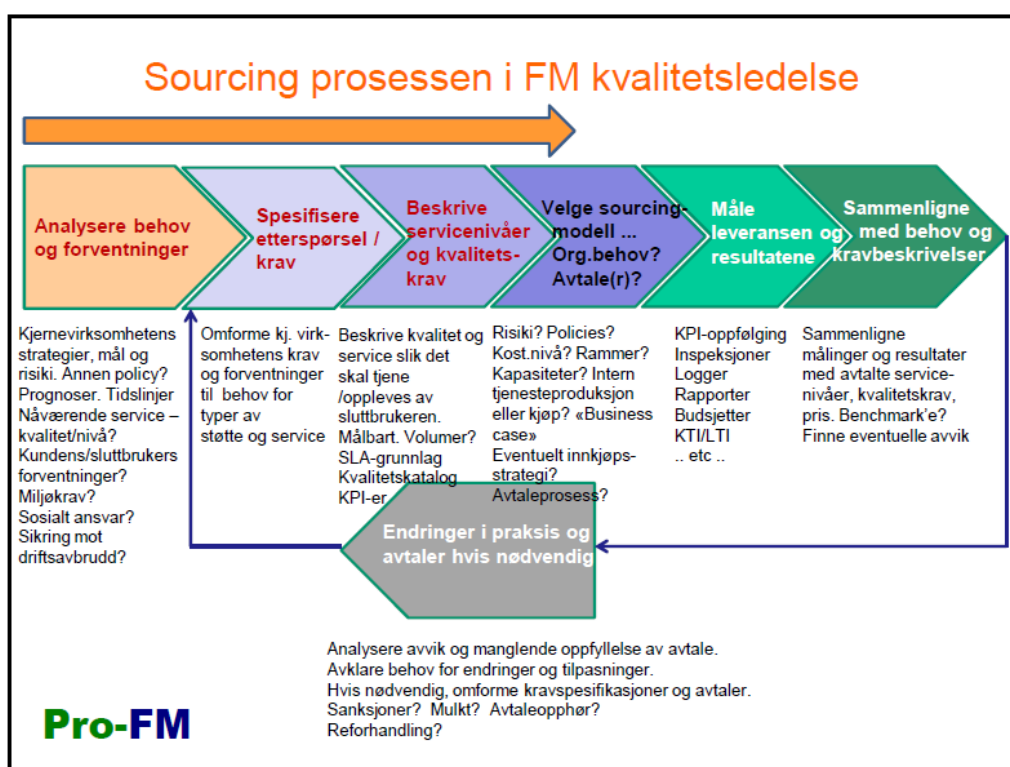 Sourcing prosessen i FM kvalitetsledelse
Analysere behov
og forventninger
Spesifisere
etterspørsel /
krav
Beskrive
servicenivåer
og kvalitets-
krav
Velge sourcing-
modell ...
Org.behov?
Avtale(r)?
Måle
leveransen og
resultatene
Sammenligne
med behov og
kravbeskrivelser
Kjernevirksomhetens
strategier, mål og
risiki. Annen policy?
Prognoser. Tidslinjer
Nåværende service –
kvalitet/nivå?
Kundens/sluttbrukers
forventninger?
Miljøkrav?
Sosialt ansvar?
Sikring mot
driftsavbrudd?
Omforme kj. virk-
somhetens krav
og forventninger
til behov for
typer av
støtte og service
Beskrive kvalitet og
service slik det
skal tjene
/oppleves av
sluttbrukeren.
Målbart. Volumer?
SLA-grunnlag
Kvalitetskatalog
KPI-er
Risiki? Policies?
Kost.nivå? Rammer?
Kapasiteter? Intern
tjenesteproduksjon
eller kjøp? «Business
case»
Eventuelt innkjøps-
strategi?
Avtaleprosess?
KPI-oppfølging
Inspeksjoner
Logger
Rapporter
Budsjetter
KTI/LTI
.. etc ..
Sammenligne
målinger og resultater
med avtalte service-
nivåer, kvalitetskrav,
pris. Benchmark'e?
Finne eventuelle avvik
Endringer i praksis og
avtaler hvis nødvendig
Analysere avvik og manglende oppfyllelse av avtale.
Avklare behov for endringer og tilpasninger.
Hvis nødvendig, omforme kravspesifikasjoner og avtaler.
Sanksjoner? Mulkt? Avtaleopphør?
Reforhandling?
Pro-FM